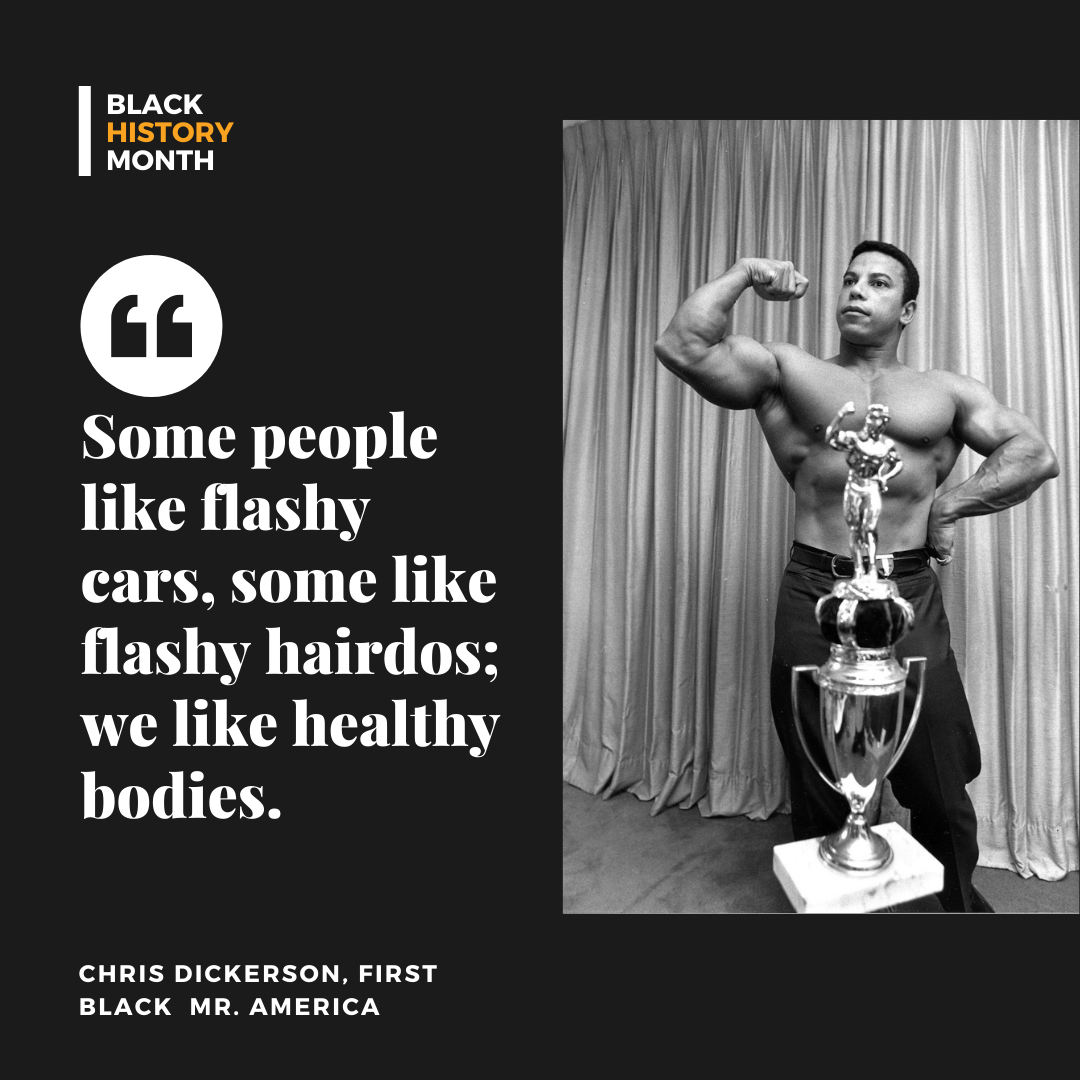 BLACK
HISTORY
MONTH
“
Some people
like flashy
cars, some like
flashy hairdos;
we like healthy
bodies.
CHRIS DICKERSON, FIRST
BLACK  MR. AMERICA